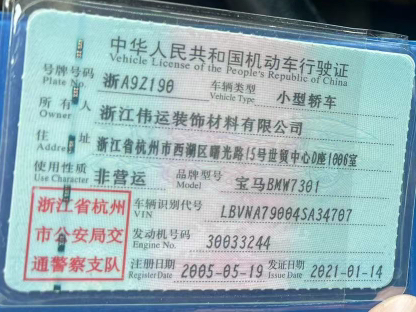 中华人民共和国机动车行驶证
Vehicle License of the People's Republic of China
号牌号码 浙A9Z190 车辆类型 小型轿车
Plate No. Vehicle Type
所有人 浙江伟运装饰材料有限公司
Owner
住址 浙江省杭州市西湖区曙光路15号世贸中心D座1006室
Address
使用性质 非营运 品牌型号 宝马BMW7301
Use Character Model
浙江省杭州
市公安局交
通警察支队
车辆识别代号 LBVNA79004SA34707
VIN
发动机号码 30033244
Engine No.
注册日期 2005-05-19 发证日期 2021-01-14
Register Date Issue Date